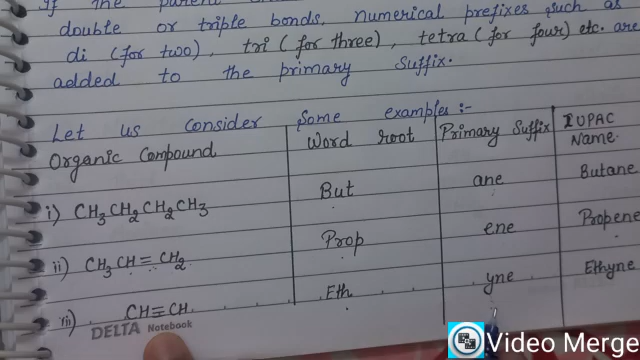 If the parent
double or triple bonds, numerical prefixes such as
di (for two), tri (for three), tetra (for four) etc. are
added to the primary suffix.
Let us consider some examples :-
Organic Compound Word root Primary Suffix IUPAC Name.
i) CH3CH2CH2CH3 But ane Butane
ii) CH3CH=CH2 Prop ene Propene
iii) CH≡CH Eth yne Ethyne
DELTA Notebook
Video Merge